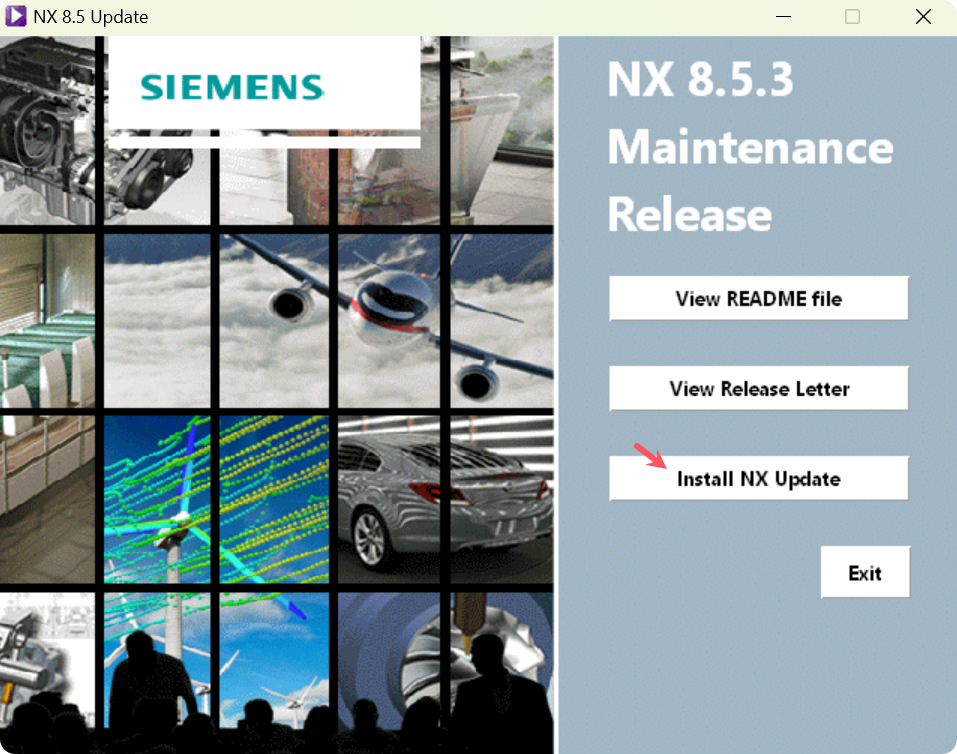 NX 8.5 Update
SIEMENS
NX 8.5.3
Maintenance
Release
View README file
View Release Letter
Install NX Update
Exit